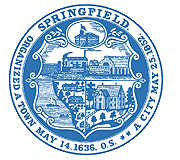 SPRINGFIELD.
ORGANIZED A TOWN MAY 14.1636. O.S. ** A CITY MAY 25.1852.